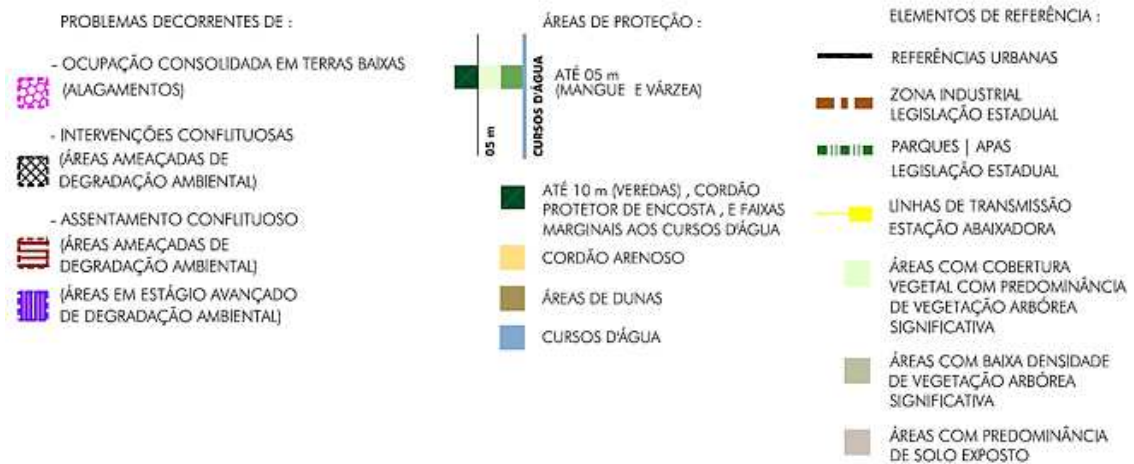 PROBLEMAS DECORRENTES DE :
- OCUPAÇÃO CONSOLIDADA EM TERRAS BAIXAS
(ALAGAMENTOS)
- INTERVENÇÕES CONFLITUOSAS
(ÁREAS AMEAÇADAS DE
DEGRADAÇÃO AMBIENTAL)
- ASSENTAMENTO CONFLITUOSO
(ÁREAS AMEAÇADAS DE
DEGRADAÇÃO AMBIENTAL)
(ÁREAS EM ESTÁGIO AVANÇADO
DE DEGRADAÇÃO AMBIENTAL)
ÁREAS DE PROTEÇÃO :
05 m
CURSOS D'ÁGUA
ATÉ 05 m
(MANGUE E VÁRZEA)
ATÉ 10 m (VEREDAS) , CORDÃO
PROTETOR DE ENCOSTA , E FAIXAS
MARGINAIS AOS CURSOS D'ÁGUA
CORDÃO ARENOSO
ÁREAS DE DUNAS
CURSOS D'ÁGUA
ELEMENTOS DE REFERÊNCIA :
REFERÊNCIAS URBANAS
ZONA INDUSTRIAL
LEGISLAÇÃO ESTADUAL
PARQUES | APAS
LEGISLAÇÃO ESTADUAL
LINHAS DE TRANSMISSÃO
ESTAÇÃO ABAIXADORA
ÁREAS COM COBERTURA
VEGETAL COM PREDOMINÂNCIA
DE VEGETAÇÃO ARBÓREA
SIGNIFICATIVA
ÁREAS COM BAIXA DENSIDADE
DE VEGETAÇÃO ARBÓREA
SIGNIFICATIVA
ÁREAS COM PREDOMINÂNCIA
DE SOLO EXPOSTO